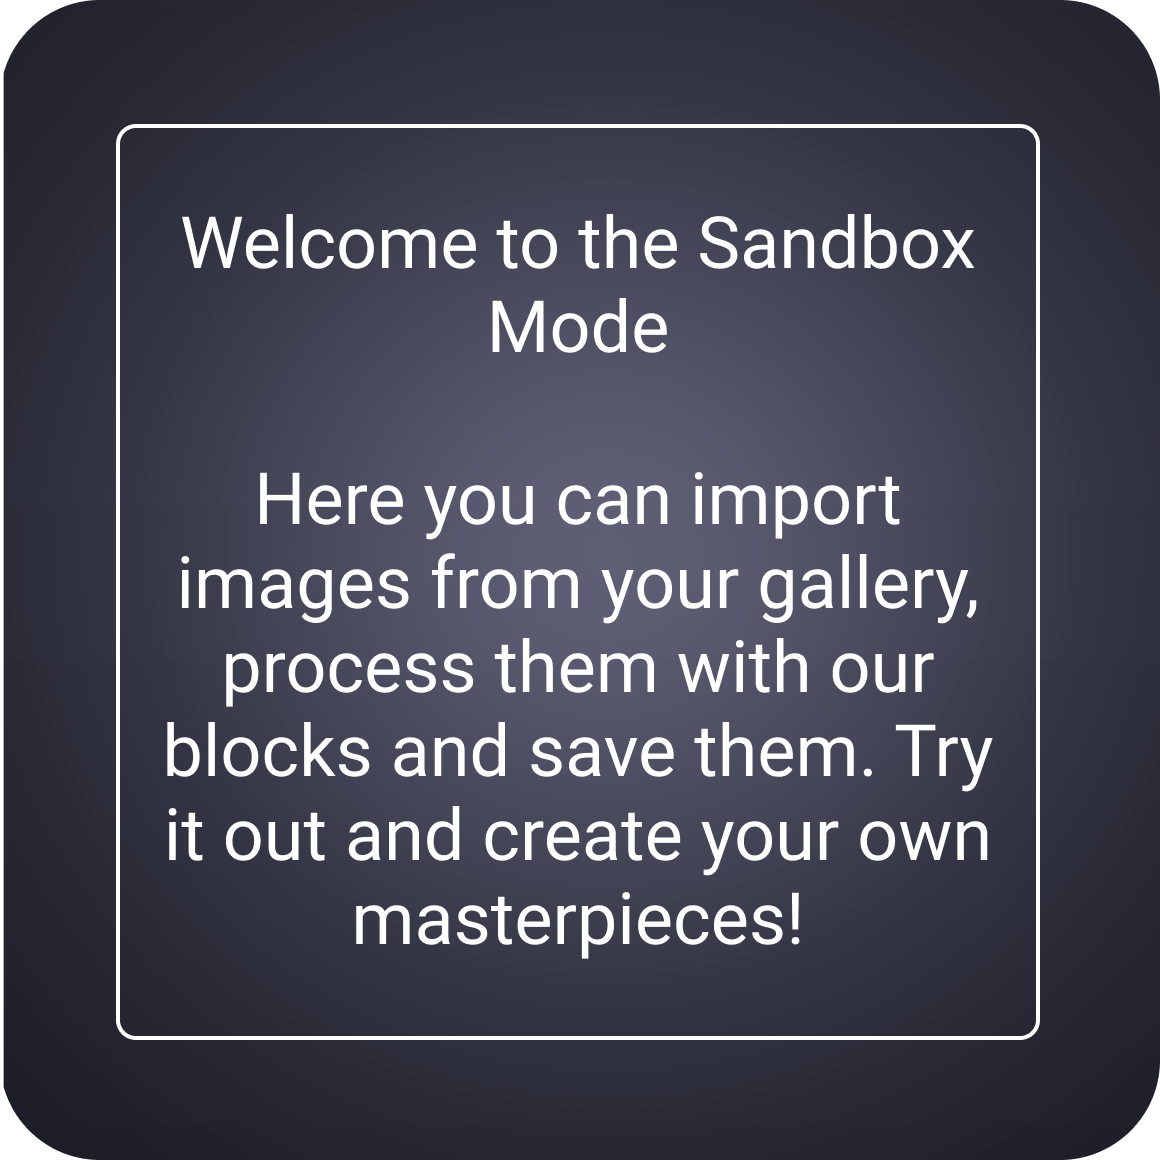 Welcome to the Sandbox
Mode
Here you can import
images from your gallery,
process them with our
blocks and save them. Try
it out and create your own
masterpieces!